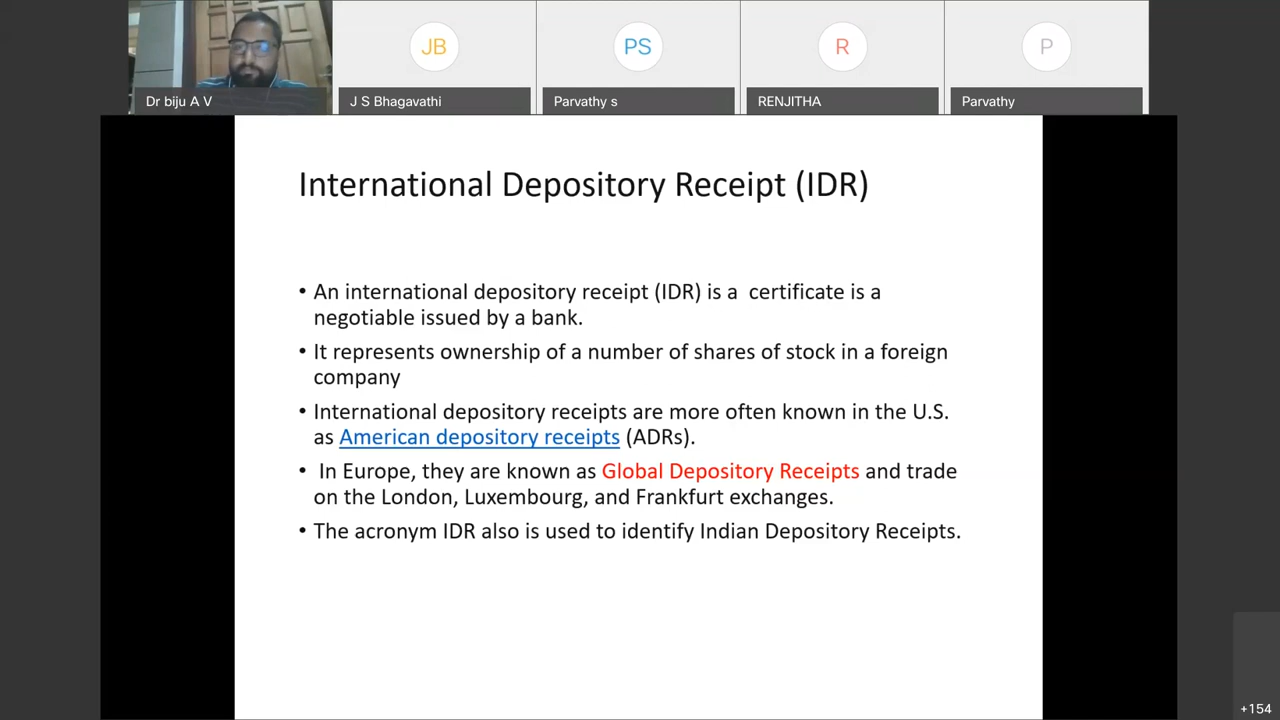 JB
PS
R
P
Dr biju A V
J S Bhagavathi
Parvathy s
RENJITHA
Parvathy
International Depository Receipt (IDR)
• An international depository receipt (IDR) is a  certificate is a
negotiable issued by a bank.
• It represents ownership of a number of shares of stock in a foreign
company
• International depository receipts are more often known in the U.S.
as American depository receipts (ADRs).
• In Europe, they are known as Global Depository Receipts and trade
on the London, Luxembourg, and Frankfurt exchanges.
• The acronym IDR also is used to identify Indian Depository Receipts.
+154